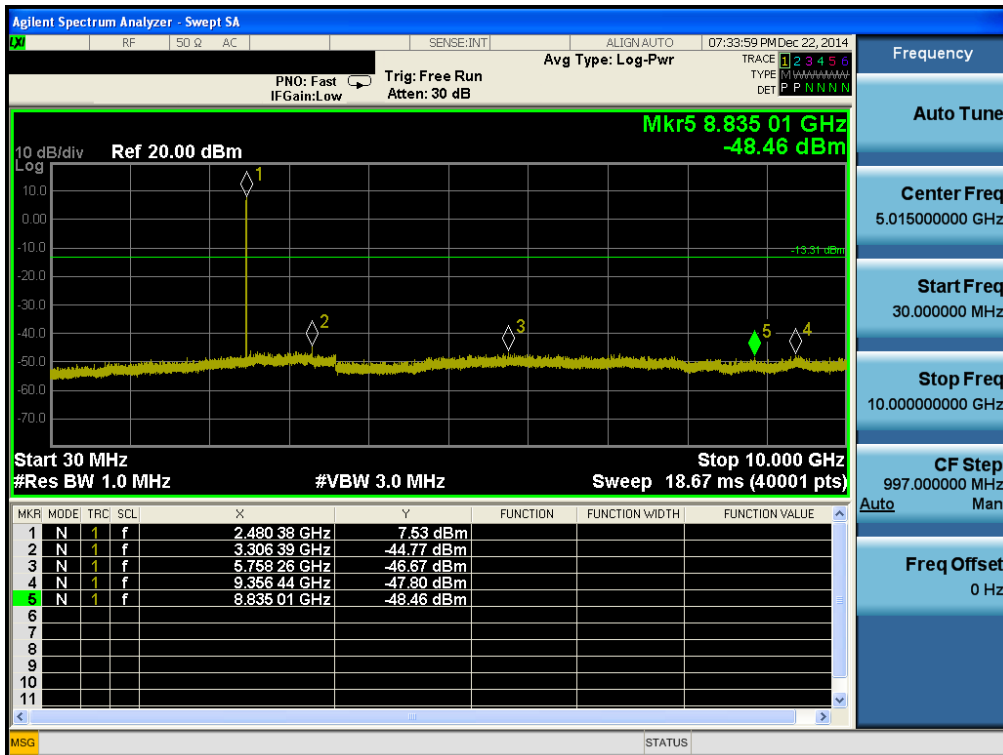 Agilent Spectrum Analyzer - Swept SA
LXI RF 50 Ω AC SENSE:INT ALIGN AUTO 07:33:59 PM Dec 22, 2014
PNO: Fast
IFGain:Low
Trig: Free Run
Atten: 30 dB
Avg Type: Log-Pwr
TRACE 1 2 3 4 5 6
TYPE M
DET P P N N N N
Mkr5 8.835 01 GHz
-48.46 dBm
10 dB/div Ref 20.00 dBm
Log
10.0
0.00
-10.0
-20.0
-30.0
-40.0
-50.0
-60.0
-70.0
-13.31 dBm
1
2
3
5
4
Start 30 MHz Stop 10.000 GHz
#Res BW 1.0 MHz #VBW 3.0 MHz Sweep 18.67 ms (40001 pts)
MKR MODE TRC SCL X Y FUNCTION FUNCTION WIDTH FUNCTION VALUE
1 N 1 f 2.480 38 GHz 7.53 dBm
2 N 1 f 3.306 39 GHz -44.77 dBm
3 N 1 f 5.758 26 GHz -46.67 dBm
4 N 1 f 9.356 44 GHz -47.80 dBm
5 N 1 f 8.835 01 GHz -48.46 dBm
6
7
8
9
10
11
MSG STATUS
Frequency
Auto Tune
Center Freq
5.015000000 GHz
Start Freq
30.000000 MHz
Stop Freq
10.000000000 GHz
CF Step
997.000000 MHz
Auto Man
Freq Offset
0 Hz